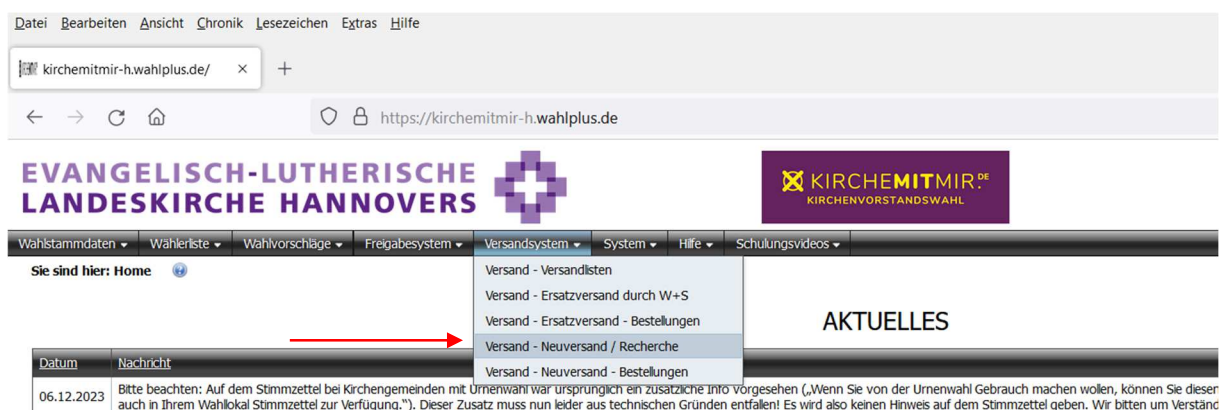 Datei Bearbeiten Ansicht Chronik Lesezeichen Extras Hilfe
kirchemitmir-h.wahlplus.de/ × +
https://kirchemitmir-h.wahlplus.de
EVANGELISCH-LUTHERISCHE
LANDESKIRCHE HANNOVERS
KIRCHEMITMIR.DE
KIRCHENVORSTANDSWAHL
Wahlstammdaten Wählerliste Wahlvorschläge Freigabesystem Versandsystem System Hilfe Schulungsvideos
Sie sind hier: Home
Versand - Versandlisten
Versand - Ersatzversand durch W+S
Versand - Ersatzversand - Bestellungen
Versand - Neuversand / Recherche
Versand - Neuversand - Bestellungen
AKTUELLES
Datum Nachricht
06.12.2023 Bitte beachten: Auf dem Stimmzettel bei Kirchengemeinden mit Urnenwahl war ursprünglich ein zusätzliche Info vorgesehen („Wenn Sie von der Urnenwahl Gebrauch machen wollen, können Sie diesen
auch in Ihrem Wahllokal Stimmzettel zur Verfügung."). Dieser Zusatz muss nun leider aus technischen Gründen entfallen! Es wird also keinen Hinweis auf dem Stimmzettel geben. Wir bitten um Verständ